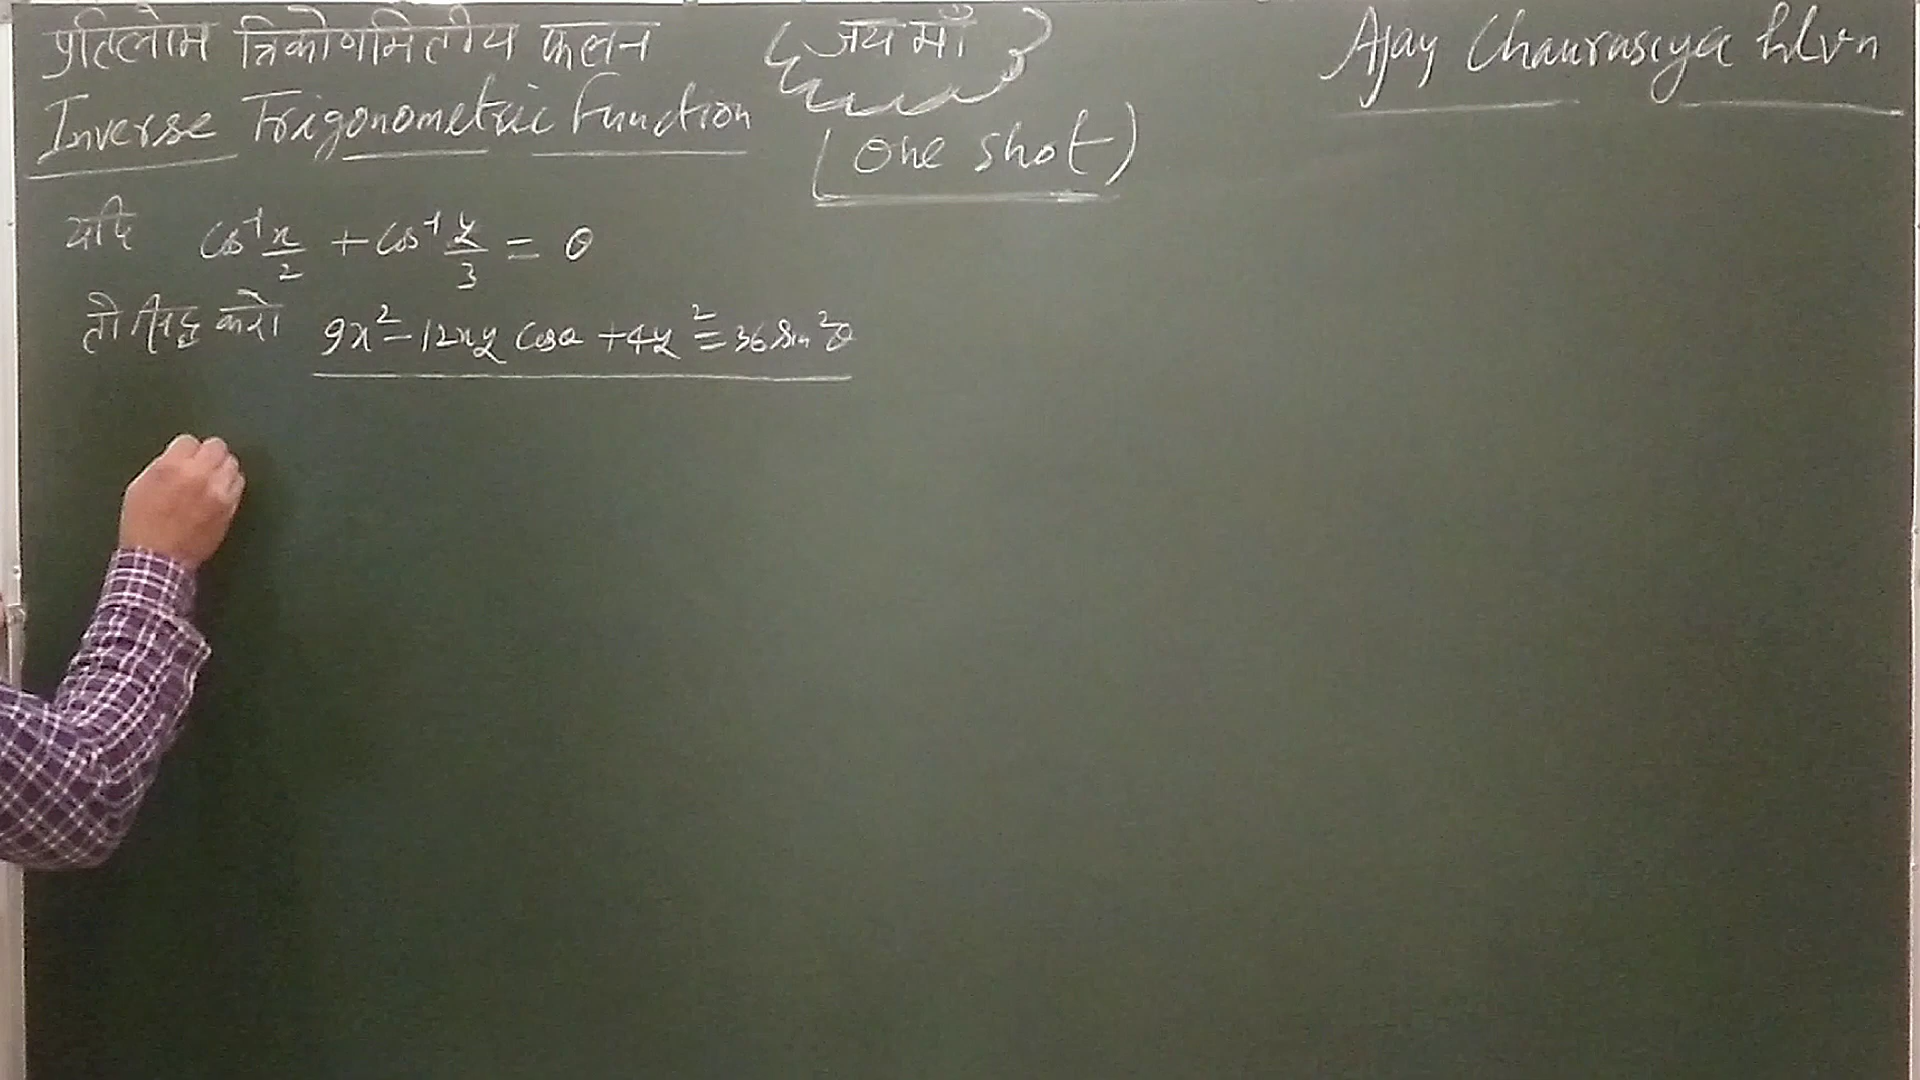 प्रतिलोम त्रिकोणमितीय फलन
{जय माँ}
Ajay Chaurasiya
Inverse Trigonometric Function
(One shot)
यदि cos⁻¹ x/2 + cos⁻¹ y/3 = θ
तो सिद्ध करो 9x² - 12xy cosθ + 4y² = 36 sin²θ